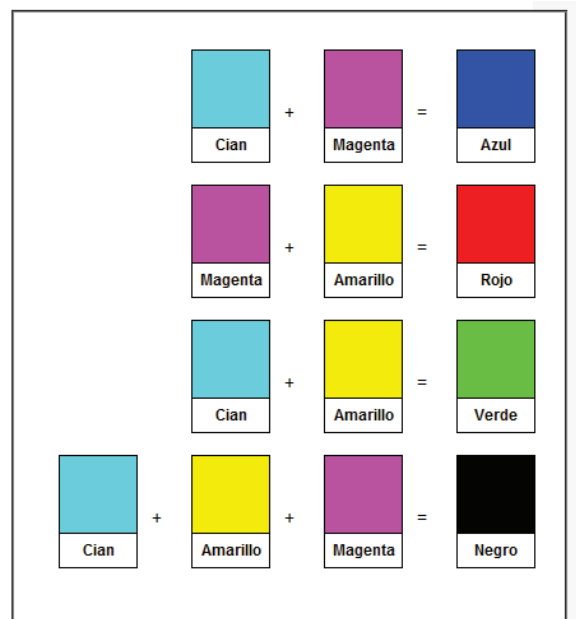 Cian + Magenta = Azul
Magenta + Amarillo = Rojo
Cian + Amarillo = Verde
Cian + Amarillo + Magenta = Negro